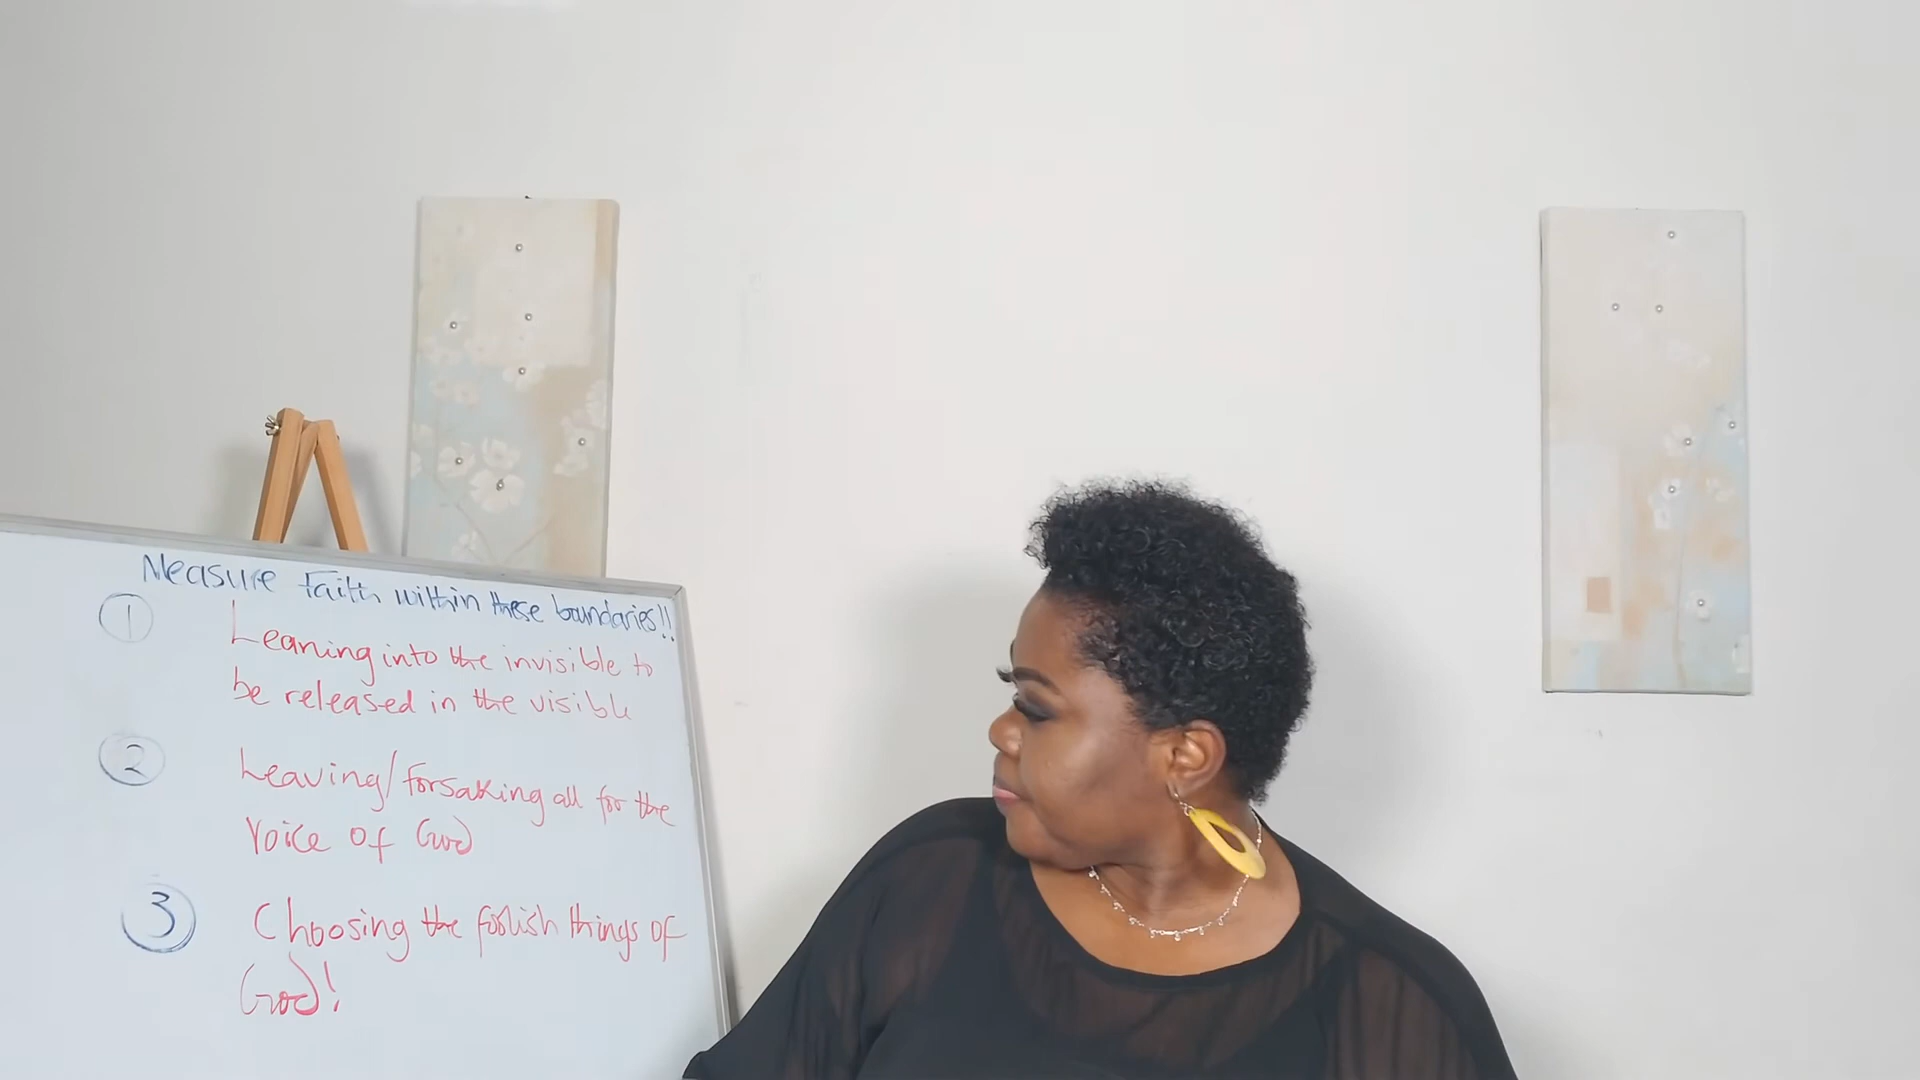 Measure faith within these boundaries!!
1 Leaning into the invisible to
be released in the visible
2 Leaving/forsaking all for the
Voice of God
3 Choosing the foolish things of
God!